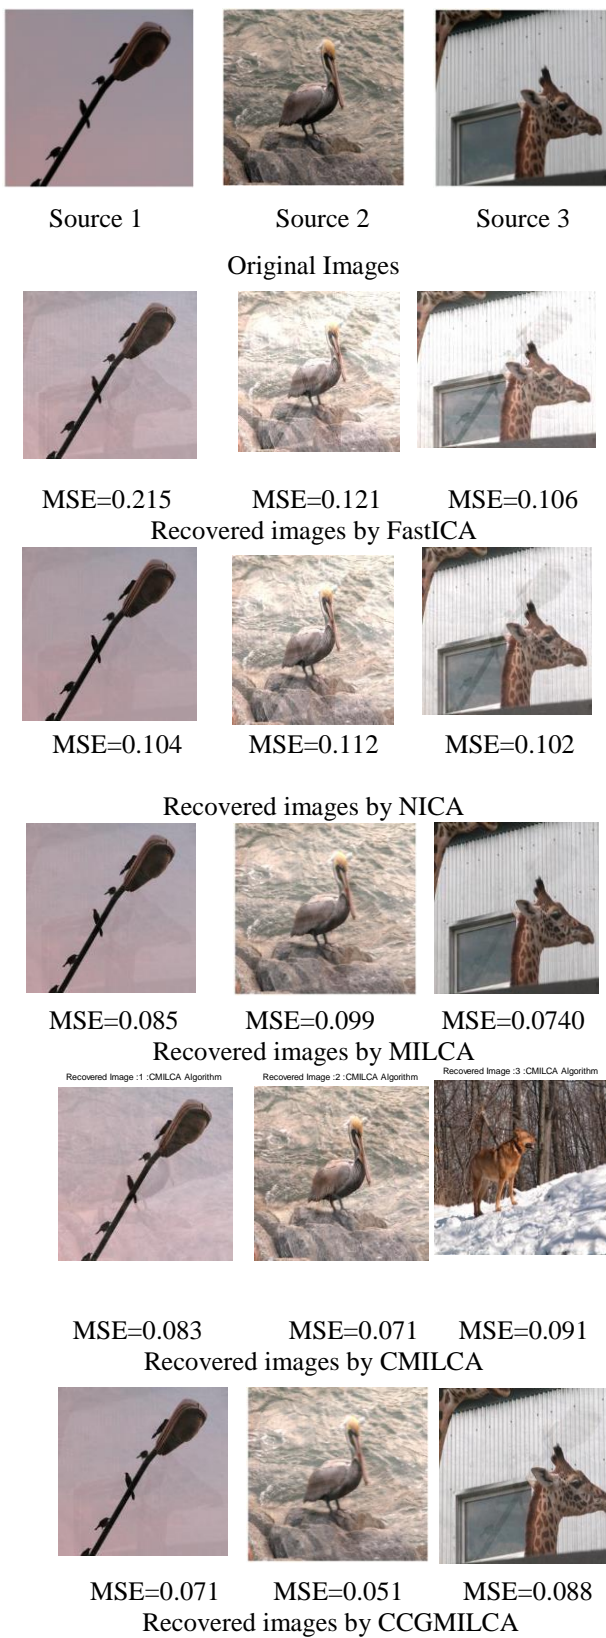 Source 1 Source 2 Source 3
Original Images
MSE=0.215 MSE=0.121 MSE=0.106
Recovered images by FastICA
MSE=0.104 MSE=0.112 MSE=0.102
Recovered images by NICA
MSE=0.085 MSE=0.099 MSE=0.0740
Recovered images by MILCA
Recovered Image :1 :CMILCA Algorithm Recovered Image :2 :CMILCA Algorithm Recovered Image :3 :CMILCA Algorithm
MSE=0.083 MSE=0.071 MSE=0.091
Recovered images by CMILCA
MSE=0.071 MSE=0.051 MSE=0.088
Recovered images by CCGMILCA